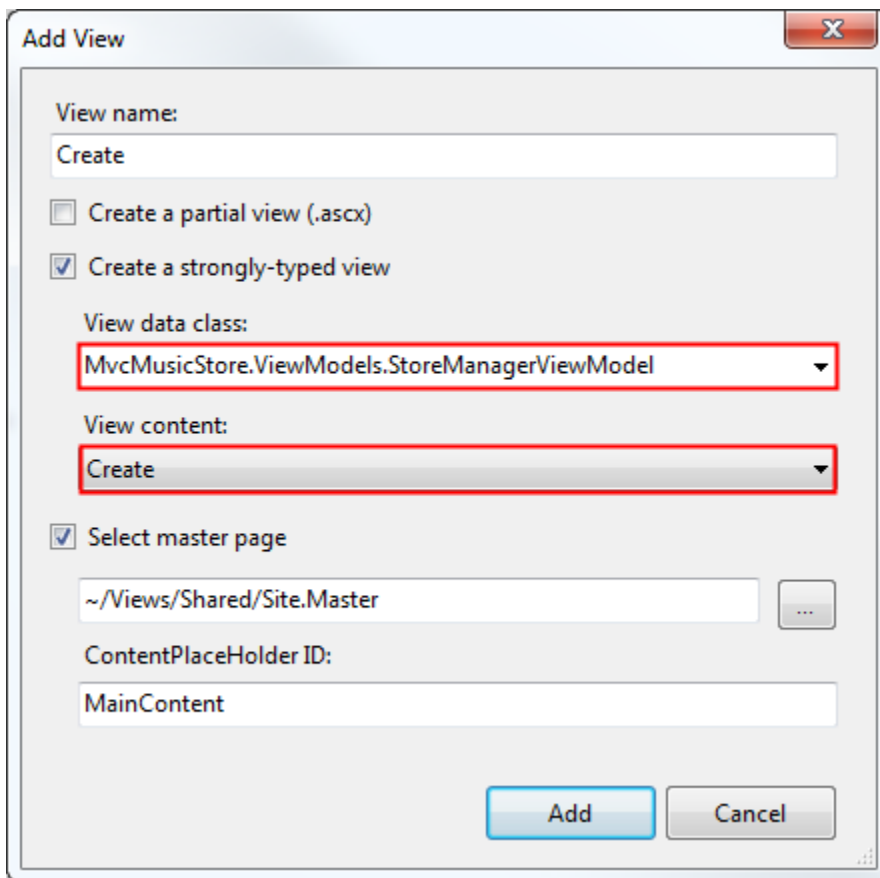 Add View
View name:
Create
Create a partial view (.ascx)
Create a strongly-typed view
View data class:
MvcMusicStore.ViewModels.StoreManagerViewModel
View content:
Create
Select master page
~/Views/Shared/Site.Master
...
ContentPlaceHolder ID:
MainContent
Add Cancel